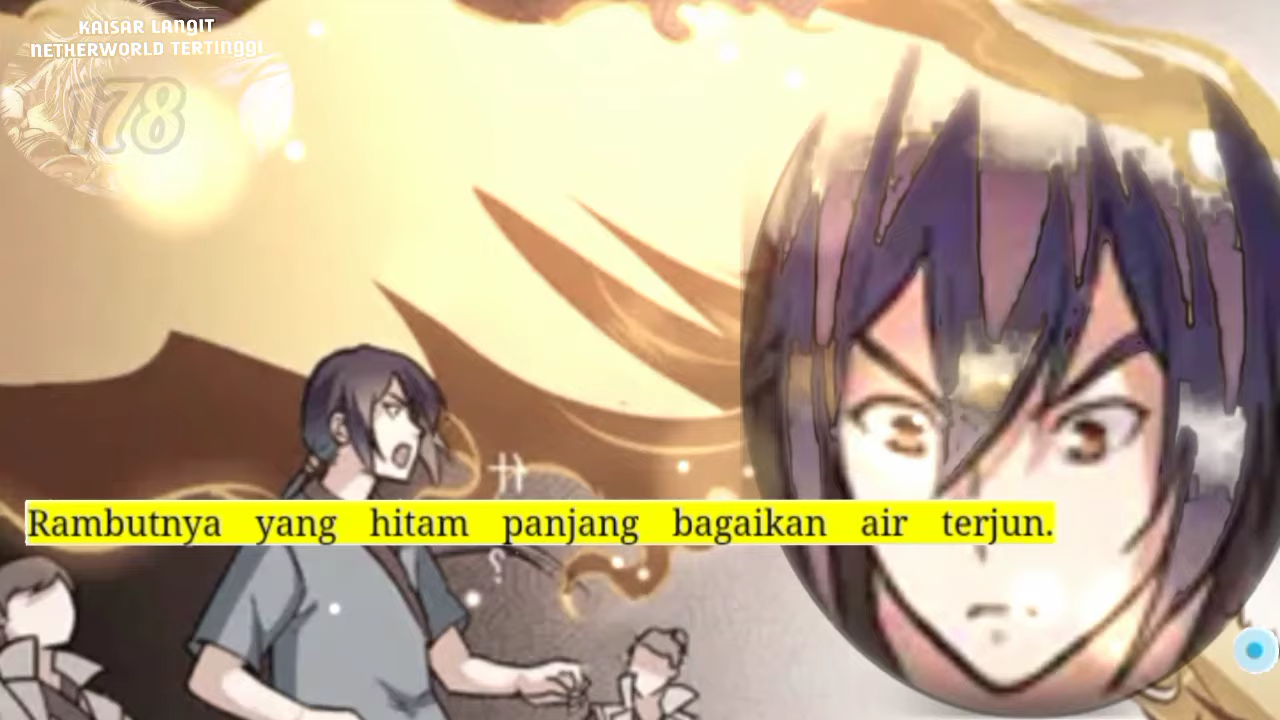 KAISAR LANGIT
NETHERWORLD TERTINGGI
178
Rambutnya yang hitam panjang bagaikan air terjun.
?